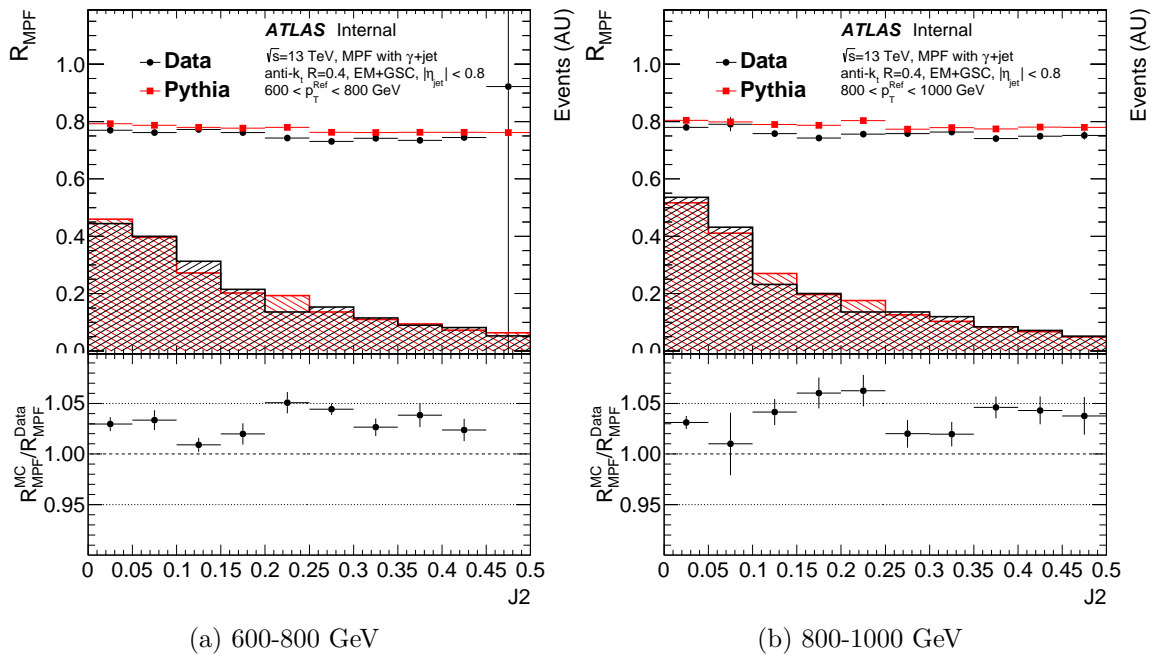 R_MPF
ATLAS Internal
√s=13 TeV, MPF with γ+jet
anti-k_t R=0.4, EM+GSC, |η_jet| < 0.8
600 < p_T^Ref < 800 GeV
Data
Pythia
Events (AU)
1.0
0.8
0.6
0.4
0.2
0.0
R_MPF^MC/R_MPF^Data
1.05
1.00
0.95
0 0.05 0.1 0.15 0.2 0.25 0.3 0.35 0.4 0.45 0.5
J2
(a) 600-800 GeV
R_MPF
ATLAS Internal
√s=13 TeV, MPF with γ+jet
anti-k_t R=0.4, EM+GSC, |η_jet| < 0.8
800 < p_T^Ref < 1000 GeV
Data
Pythia
Events (AU)
1.0
0.8
0.6
0.4
0.2
0.0
R_MPF^MC/R_MPF^Data
1.05
1.00
0.95
0 0.05 0.1 0.15 0.2 0.25 0.3 0.35 0.4 0.45 0.5
J2
(b) 800-1000 GeV